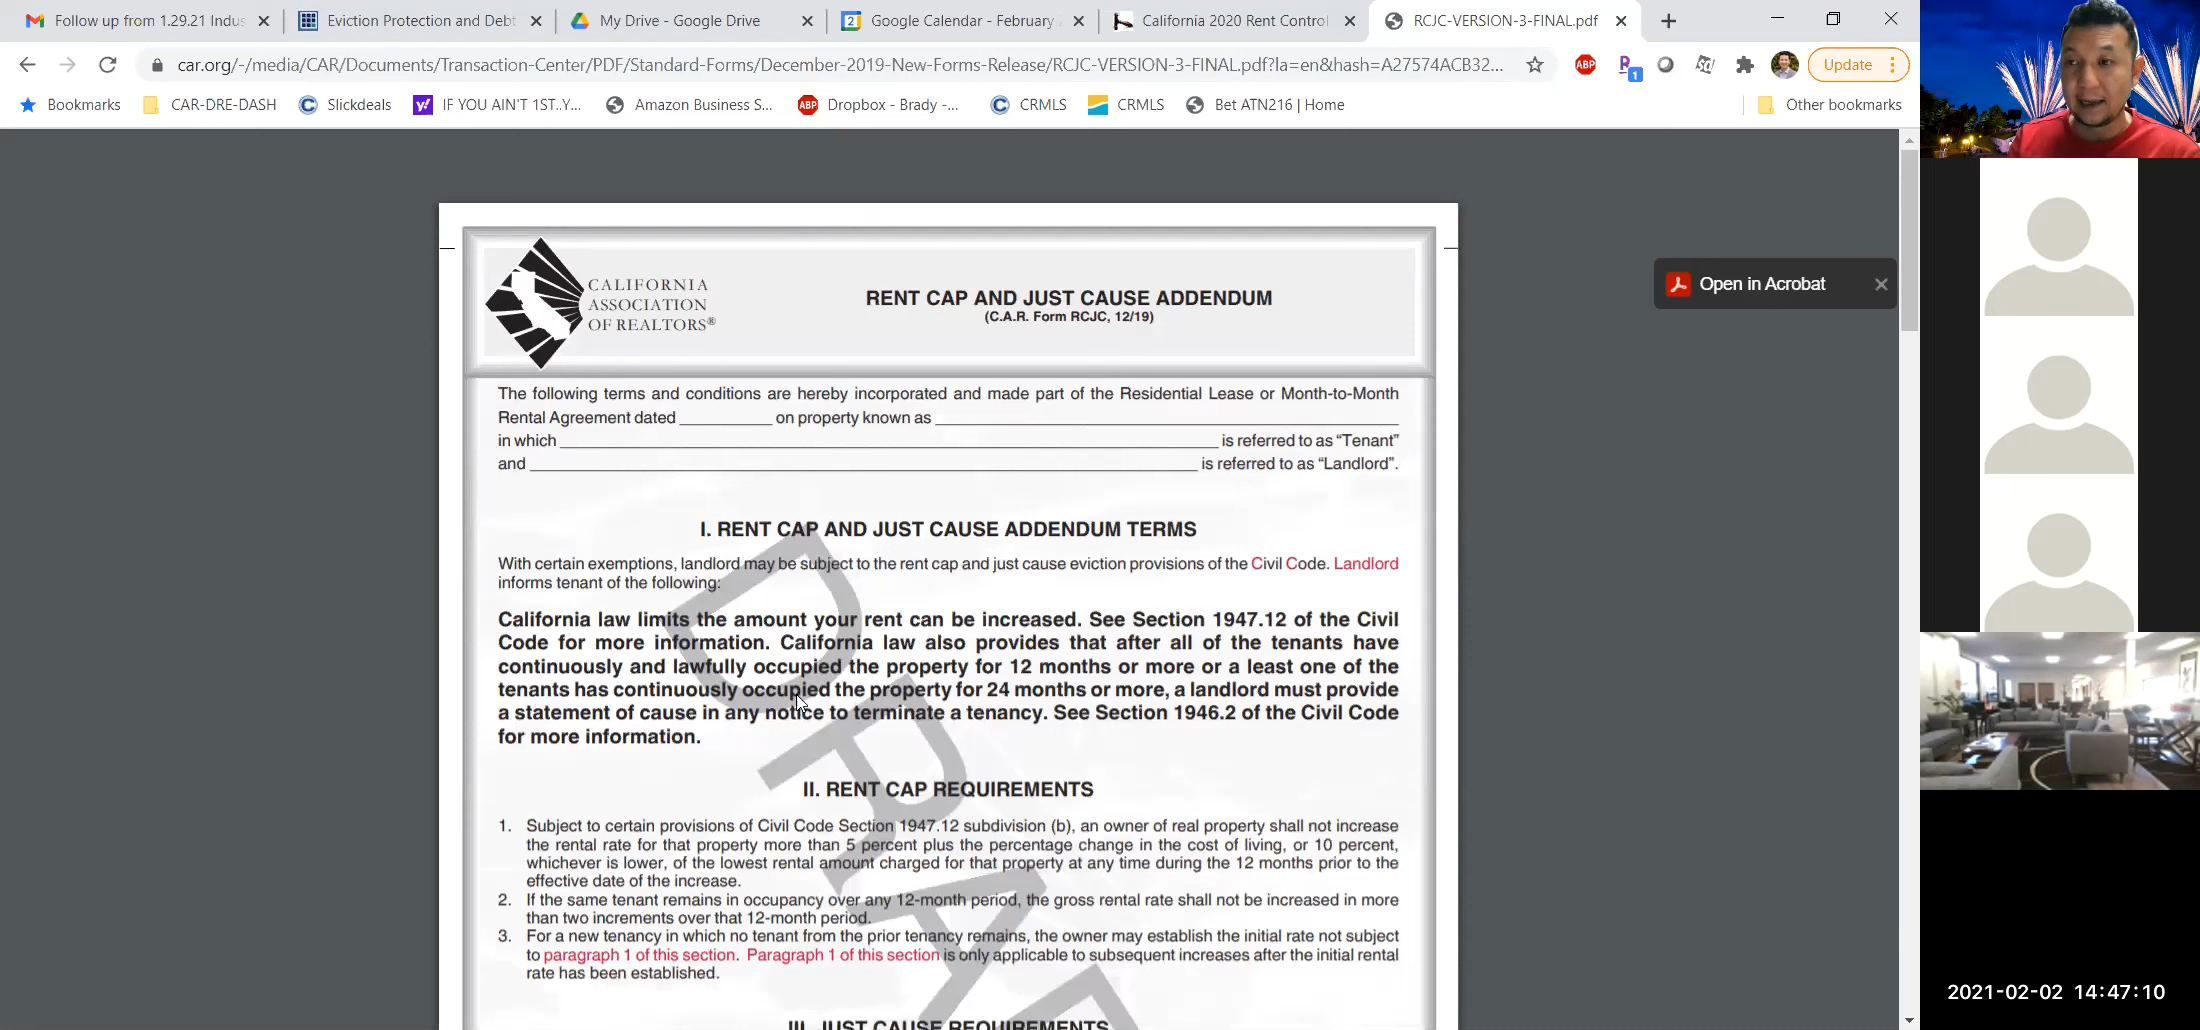 Follow up from 1.29.21 Indus
Eviction Protection and Debt
My Drive - Google Drive
Google Calendar - February
California 2020 Rent Control
RCJC-VERSION-3-FINAL.pdf
car.org/-/media/CAR/Documents/Transaction-Center/PDF/Standard-Forms/December-2019-New-Forms-Release/RCJC-VERSION-3-FINAL.pdf?la=en&hash=A27574ACB32...
ABP
1
Update
Bookmarks
CAR-DRE-DASH
Slickdeals
IF YOU AIN'T 1ST..Y...
Amazon Business S...
ABP
Dropbox - Brady -...
CRMLS
CRMLS
Bet ATN216 | Home
Other bookmarks
Open in Acrobat
CALIFORNIA
ASSOCIATION
OF REALTORS®
RENT CAP AND JUST CAUSE ADDENDUM
(C.A.R. Form RCJC, 12/19)
The following terms and conditions are hereby incorporated and made part of the Residential Lease or Month-to-Month
Rental Agreement dated __________ on property known as __________
in which __________ is referred to as “Tenant”
and __________ is referred to as “Landlord”.
I. RENT CAP AND JUST CAUSE ADDENDUM TERMS
With certain exemptions, landlord may be subject to the rent cap and just cause eviction provisions of the Civil Code. Landlord
informs tenant of the following:
California law limits the amount your rent can be increased. See Section 1947.12 of the Civil
Code for more information. California law also provides that after all of the tenants have
continuously and lawfully occupied the property for 12 months or more or a least one of the
tenants has continuously occupied the property for 24 months or more, a landlord must provide
a statement of cause in any notice to terminate a tenancy. See Section 1946.2 of the Civil Code
for more information.
II. RENT CAP REQUIREMENTS
1. Subject to certain provisions of Civil Code Section 1947.12 subdivision (b), an owner of real property shall not increase
the rental rate for that property more than 5 percent plus the percentage change in the cost of living, or 10 percent,
whichever is lower, of the lowest rental amount charged for that property at any time during the 12 months prior to the
effective date of the increase.
2. If the same tenant remains in occupancy over any 12-month period, the gross rental rate shall not be increased in more
than two increments over that 12-month period.
3. For a new tenancy in which no tenant from the prior tenancy remains, the owner may establish the initial rate not subject
to paragraph 1 of this section. Paragraph 1 of this section is only applicable to subsequent increases after the initial rental
rate has been established.
III. JUST CAUSE REQUIREMENTS
2021-02-02 14:47:10